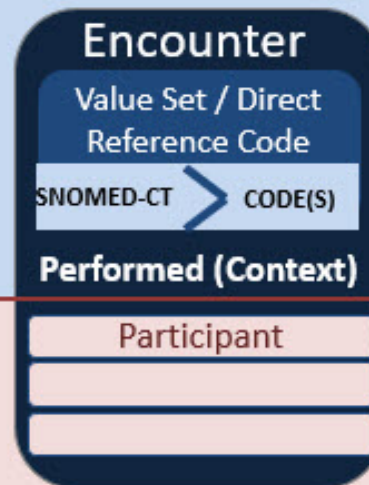 Encounter
Value Set / Direct
Reference Code
SNOMED-CT > CODE(S)
Performed (Context)
Participant